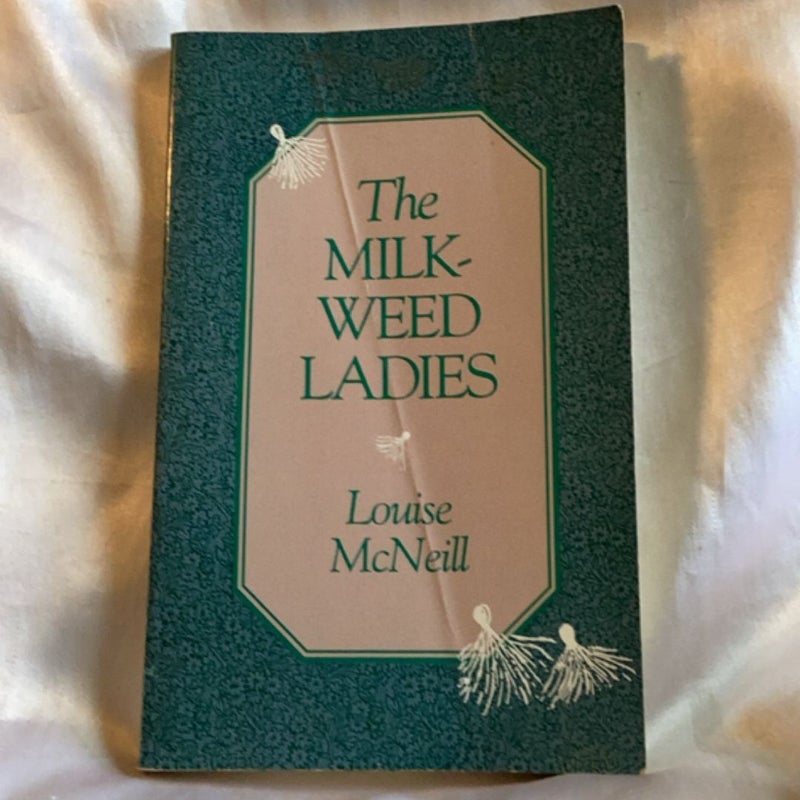 The
MILK-
WEED
LADIES
Louise
McNeill